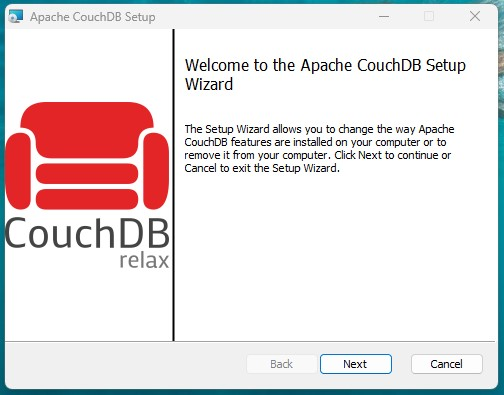 Apache CouchDB Setup
Welcome to the Apache CouchDB Setup
Wizard
The Setup Wizard allows you to change the way Apache
CouchDB features are installed on your computer or to
remove it from your computer. Click Next to continue or
Cancel to exit the Setup Wizard.
CouchDB
relax
Back
Next
Cancel